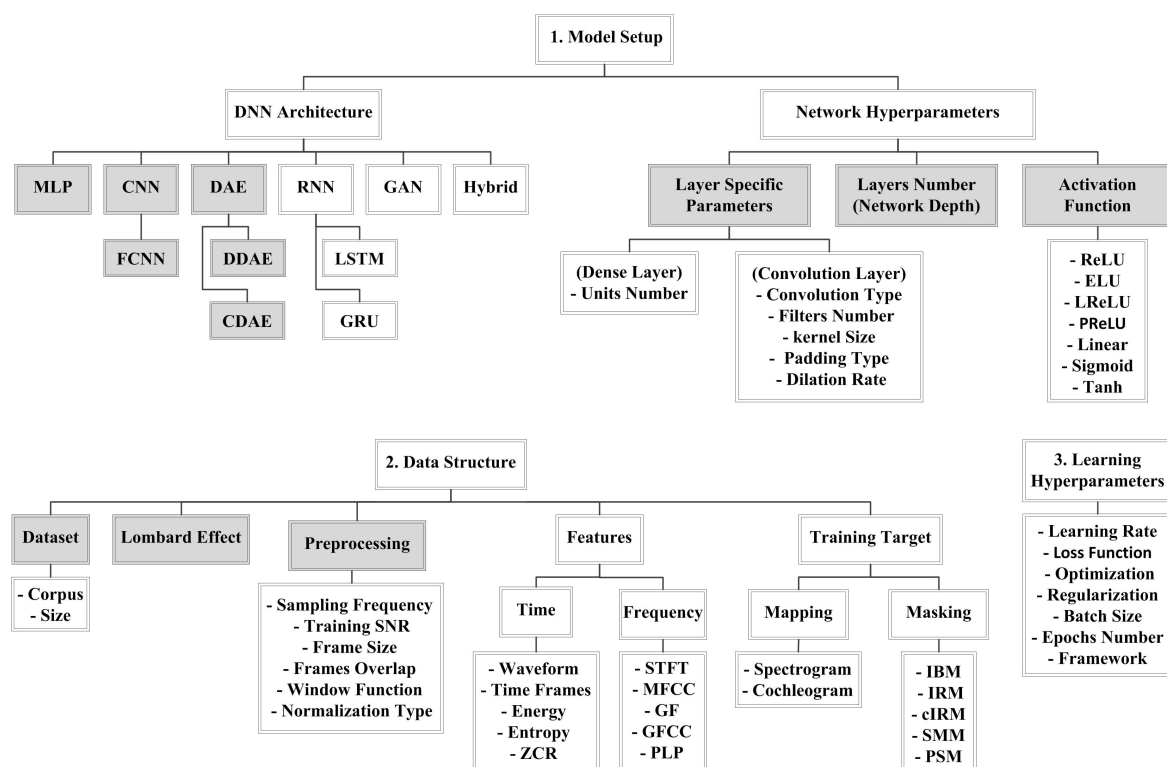 1. Model Setup
DNN Architecture
Network Hyperparameters
MLP
CNN
DAE
RNN
GAN
Hybrid
FCNN
DDAE
LSTM
CDAE
GRU
Layer Specific
Parameters
Layers Number
(Network Depth)
Activation
Function
(Dense Layer)
- Units Number
(Convolution Layer)
- Convolution Type
- Filters Number
- kernel Size
- Padding Type
- Dilation Rate
- ReLU
- ELU
- LReLU
- PReLU
- Linear
- Sigmoid
- Tanh
2. Data Structure
Dataset
Lombard Effect
Preprocessing
Features
Training Target
- Corpus
- Size
- Sampling Frequency
- Training SNR
- Frame Size
- Frames Overlap
- Window Function
- Normalization Type
Time
Frequency
- Waveform
- Time Frames
- Energy
- Entropy
- ZCR
- STFT
- MFCC
- GF
- GFCC
- PLP
Mapping
Masking
- Spectrogram
- Cochleogram
- IBM
- IRM
- cIRM
- SMM
- PSM
3. Learning
Hyperparameters
- Learning Rate
- Loss Function
- Optimization
- Regularization
- Batch Size
- Epochs Number
- Framework